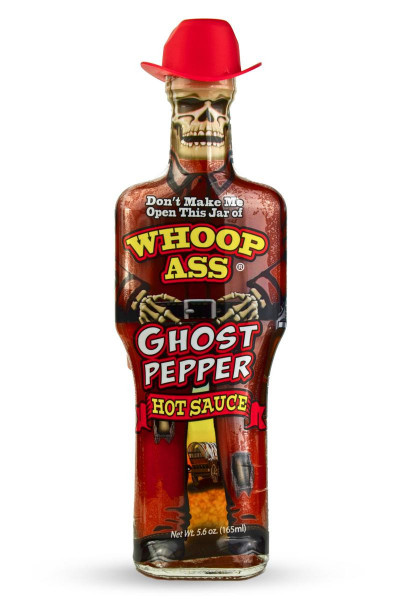 Don't Make Me
Open This Jar of
WHOOP
ASS ®
GHOST
PEPPER
HOT SAUCE
Net Wt. 5.6 oz. (165ml)